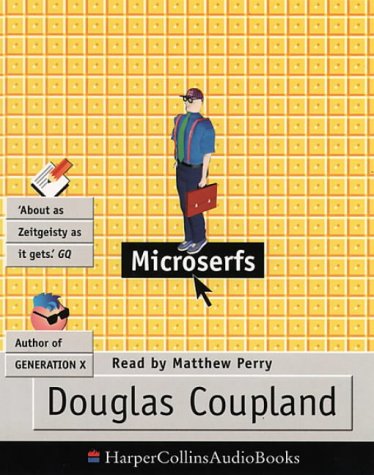 'About as
Zeitgeisty as
it gets.' GQ
Microserfs
Author of
GENERATION X
Read by Matthew Perry
Douglas Coupland
HarperCollinsAudioBooks